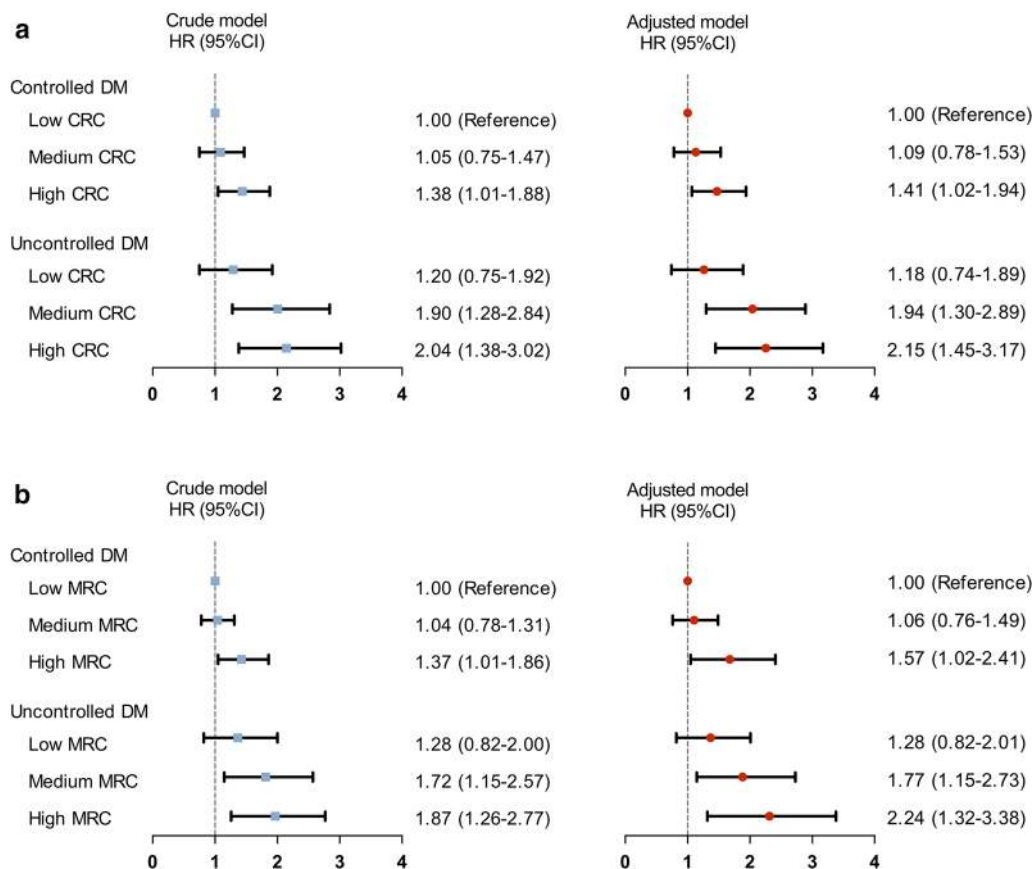 a
Crude model
HR (95%CI)
Adjusted model
HR (95%CI)
Controlled DM
Low CRC 1.00 (Reference) 1.00 (Reference)
Medium CRC 1.05 (0.75-1.47) 1.09 (0.78-1.53)
High CRC 1.38 (1.01-1.88) 1.41 (1.02-1.94)
Uncontrolled DM
Low CRC 1.20 (0.75-1.92) 1.18 (0.74-1.89)
Medium CRC 1.90 (1.28-2.84) 1.94 (1.30-2.89)
High CRC 2.04 (1.38-3.02) 2.15 (1.45-3.17)
0 1 2 3 4 0 1 2 3 4
b
Crude model
HR (95%CI)
Adjusted model
HR (95%CI)
Controlled DM
Low MRC 1.00 (Reference) 1.00 (Reference)
Medium MRC 1.04 (0.78-1.31) 1.06 (0.76-1.49)
High MRC 1.37 (1.01-1.86) 1.57 (1.02-2.41)
Uncontrolled DM
Low MRC 1.28 (0.82-2.00) 1.28 (0.82-2.01)
Medium MRC 1.72 (1.15-2.57) 1.77 (1.15-2.73)
High MRC 1.87 (1.26-2.77) 2.24 (1.32-3.38)
0 1 2 3 4 0 1 2 3 4